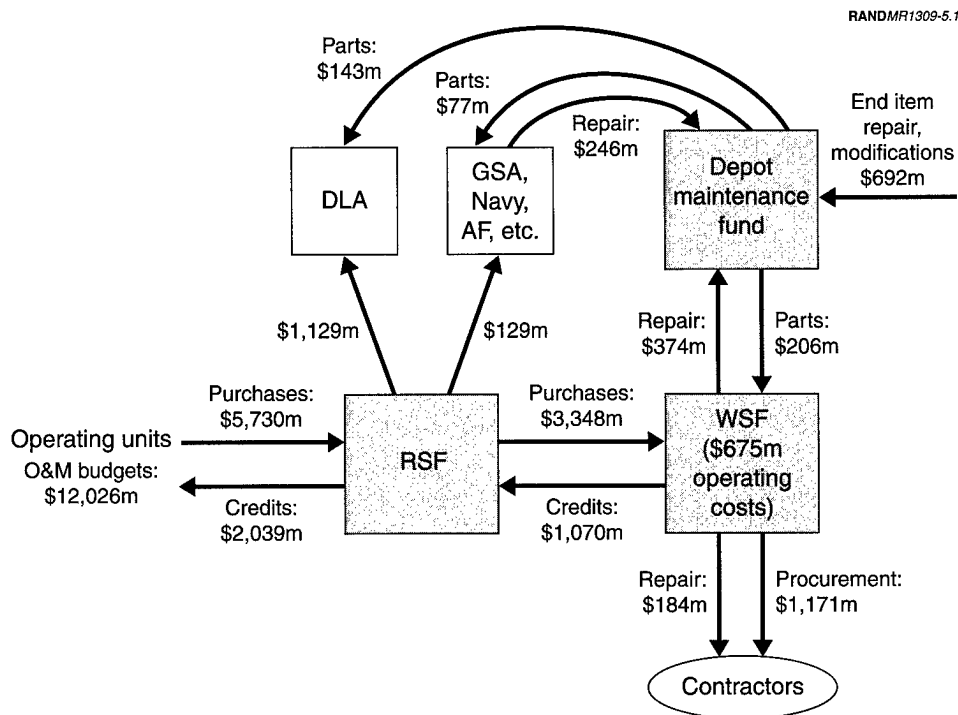 RANDMR1309-5.1
Parts:
$143m
Parts:
$77m
Repair:
$246m
End item
repair,
modifications
$692m
DLA
GSA,
Navy,
AF, etc.
Depot
maintenance
fund
$1,129m
$129m
Repair:
$374m
Parts:
$206m
Purchases:
$5,730m
Purchases:
$3,348m
Operating units
O&M budgets:
$12,026m
RSF
WSF
($675m
operating
costs)
Credits:
$2,039m
Credits:
$1,070m
Repair:
$184m
Procurement:
$1,171m
Contractors